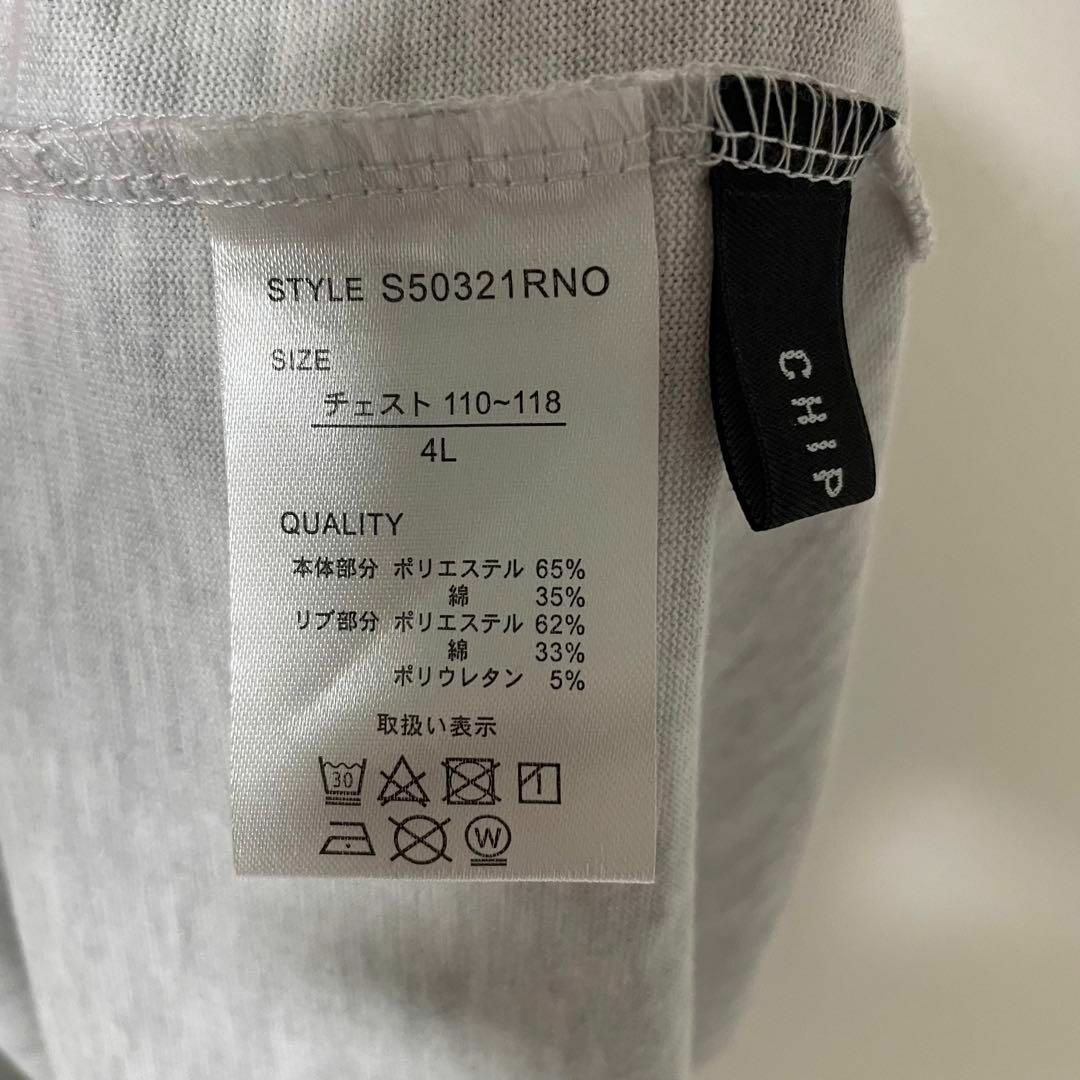 STYLE S50321RNO
SIZE
チェスト 110~118
4L
QUALITY
本体部分 ポリエステル 65%
綿 35%
リブ部分 ポリエステル 62%
綿 33%
ポリウレタン 5%
取扱い表示
30
W
CHIP